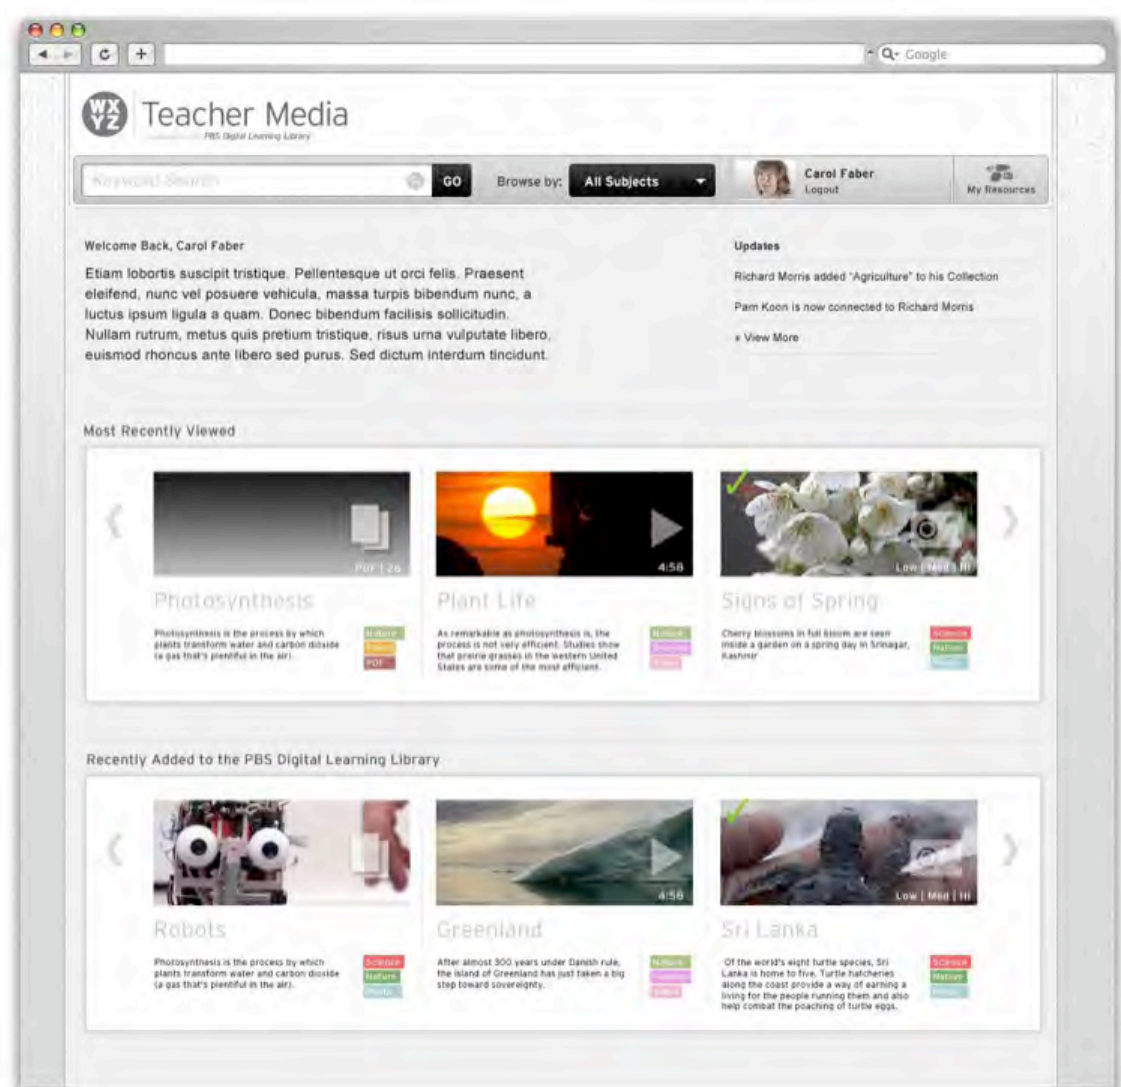 Google
WX
YZ
Teacher Media
PBS Digital Learning Library
Keyword Search
GO
Browse by:
All Subjects
Carol Faber
Logout
My Resources
Welcome Back, Carol Faber
Etiam lobortis suscipit tristique. Pellentesque ut orci felis. Praesent
eleifend, nunc vel posuere vehicula, massa turpis bibendum nunc, a
luctus ipsum ligula a quam. Donec bibendum facilisis sollicitudin.
Nullam rutrum, metus quis pretium tristique, risus urna vulputate libero,
euismod rhoncus ante libero sed purus. Sed dictum interdum tincidunt.
Updates
Richard Morris added "Agriculture" to his Collection
Pam Koon is now connected to Richard Morris
» View More
Most Recently Viewed
PDF | 26
Photosynthesis
Photosynthesis is the process by which
plants transform water and carbon dioxide
(a gas that's plentiful in the air).
Nature
PDF
4:56
Plant Life
As remarkable as photosynthesis is, the
process is not very efficient. Studies show
that prairie grasses in the western United
States are some of the most efficient.
Nature
Video
Low | Med | Hi
Signs of Spring
Cherry blossoms in full bloom are seen
inside a garden on a spring day in Srinagar,
Kashmir
Science
Nature
Photo
Recently Added to the PBS Digital Learning Library
Robots
Photosynthesis is the process by which
plants transform water and carbon dioxide
(a gas that's plentiful in the air).
Science
Nature
Photo
4:56
Greenland
After almost 300 years under Danish rule,
the island of Greenland has just taken a big
step toward sovereignty.
Nature
Video
Low | Med | Hi
Sri Lanka
Of the world's eight turtle species, Sri
Lanka is home to five. Turtle hatcheries
along the coast provide a way of earning a
living for the people running them and also
help combat the poaching of turtle eggs.
Science
Nature
Photo